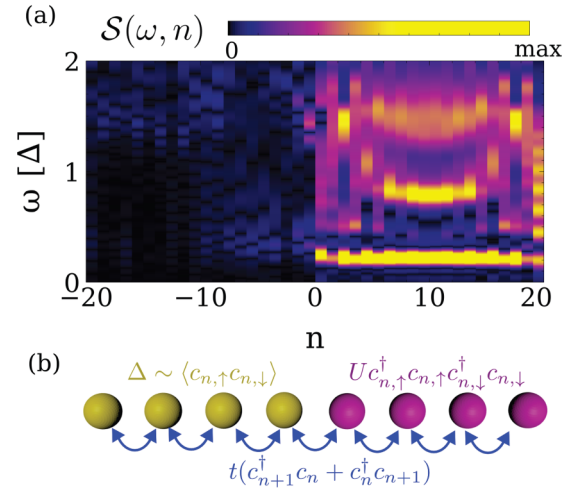 (a)
𝒮(ω, n)
0 max
2
1
0
ω [Δ]
−20 −10 0 10 20
n
(b)
Δ ∼ ⟨c_{n,↑}c_{n,↓}⟩ Uc†_{n,↑}c_{n,↑}c†_{n,↓}c_{n,↓}
t(c†_{n+1}c_n + c†_n c_{n+1})